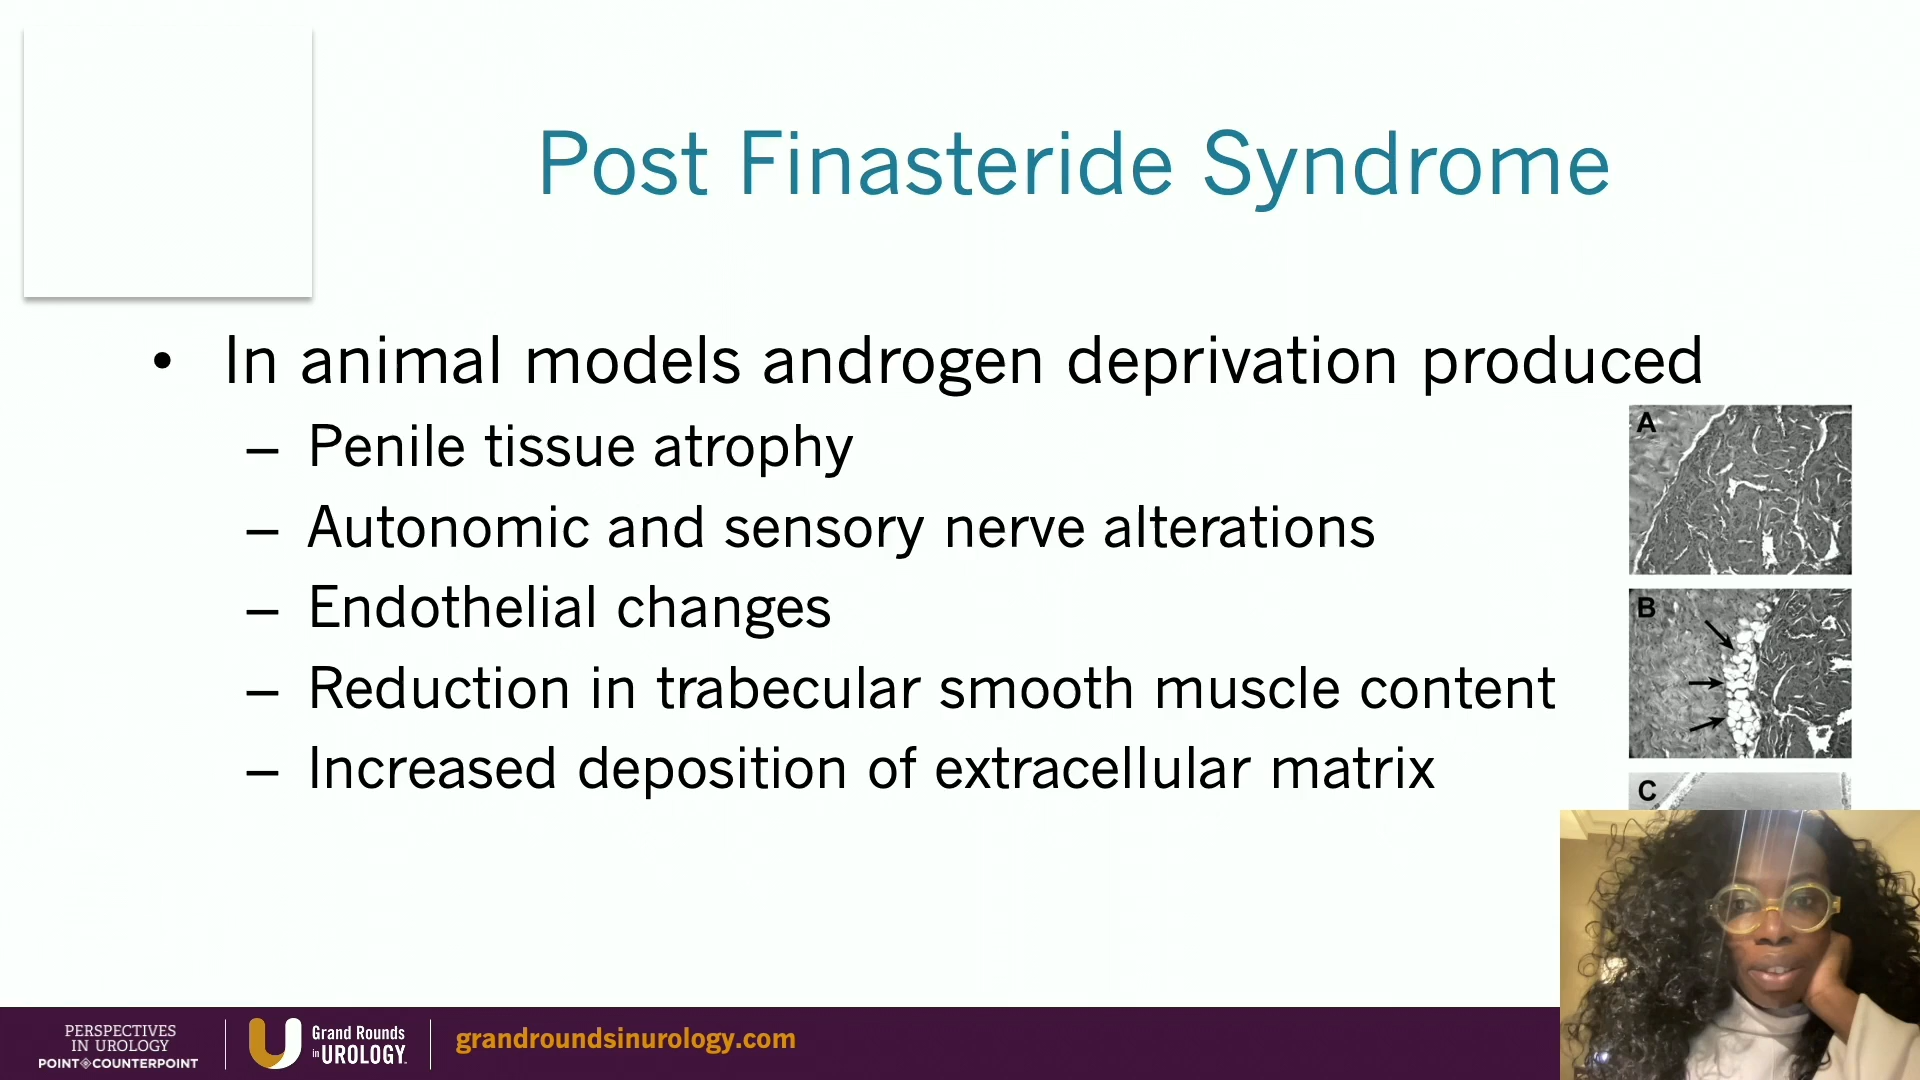 Post Finasteride Syndrome
• In animal models androgen deprivation produced
– Penile tissue atrophy
– Autonomic and sensory nerve alterations
– Endothelial changes
– Reduction in trabecular smooth muscle content
– Increased deposition of extracellular matrix
A
B
C
PERSPECTIVES
IN UROLOGY
POINT COUNTERPOINT
Grand Rounds
in UROLOGY
grandroundsinurology.com